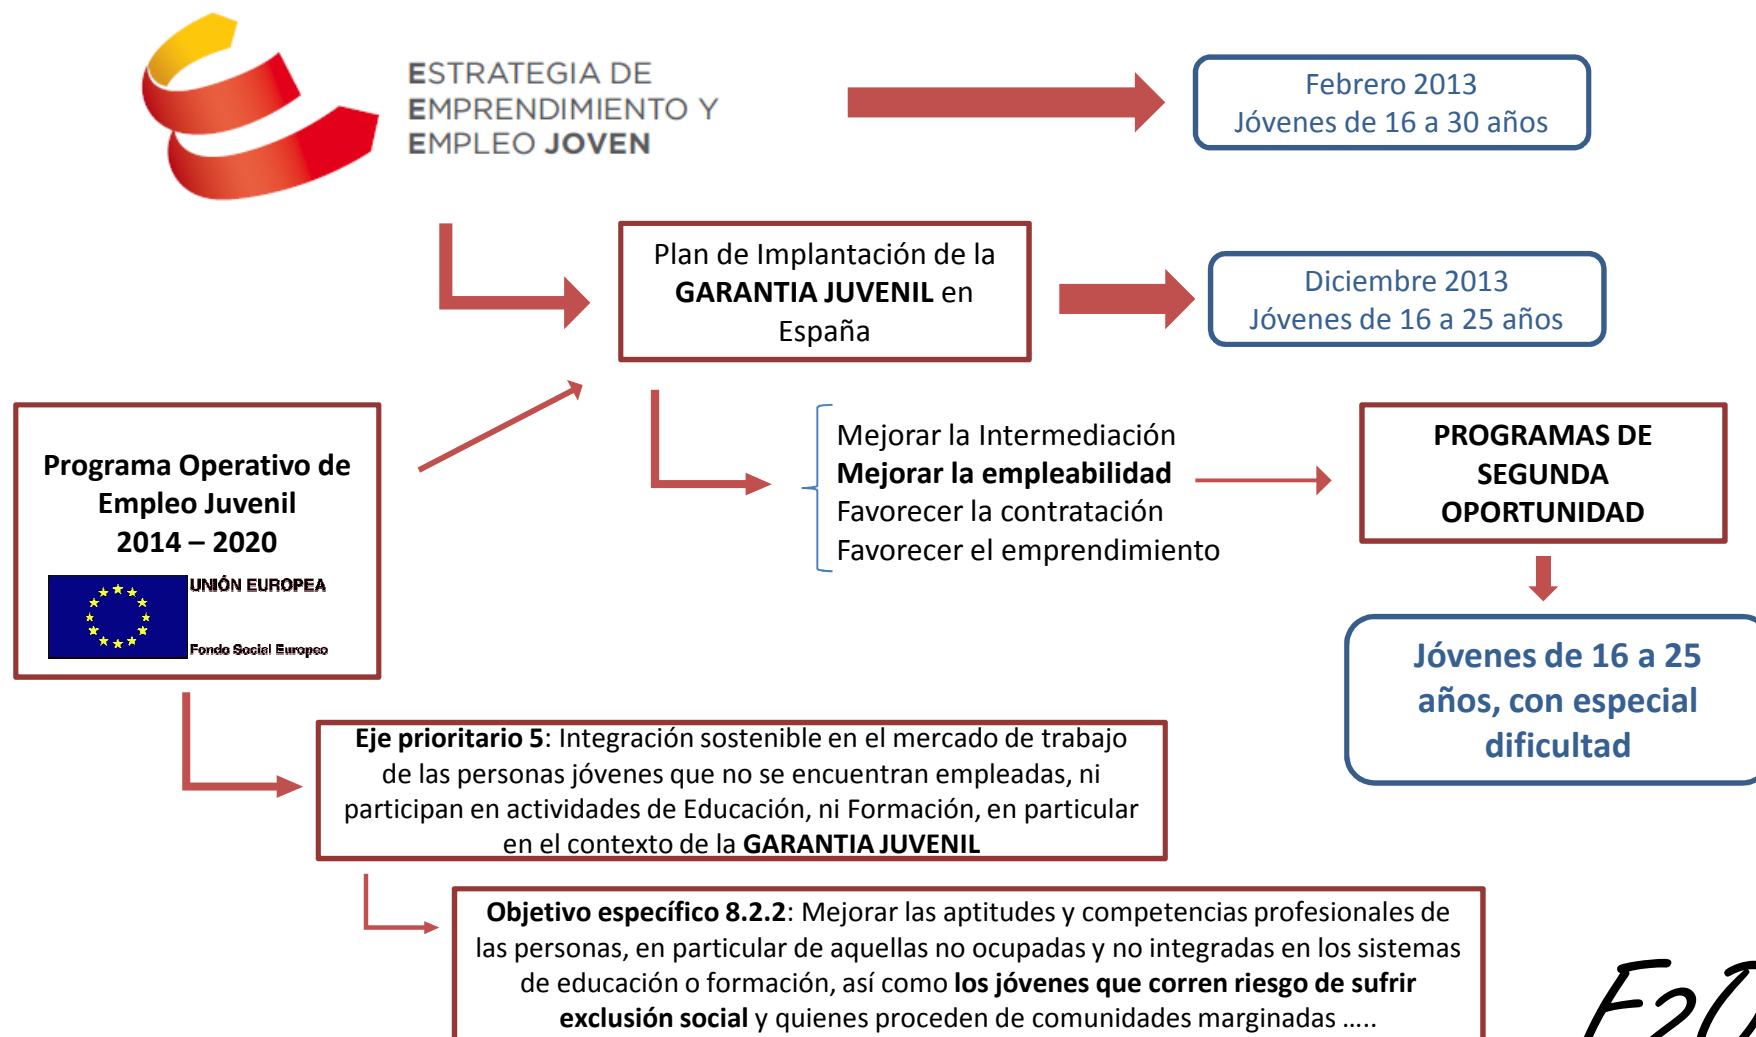 ESTRATEGIA DE
EMPRENDIMIENTO Y
EMPLEO JOVEN
Febrero 2013
Jóvenes de 16 a 30 años
Plan de Implantación de la
GARANTIA JUVENIL en
España
Diciembre 2013
Jóvenes de 16 a 25 años
Programa Operativo de
Empleo Juvenil
2014 – 2020
UNIÓN EUROPEA
Fondo Social Europeo
Mejorar la Intermediación
Mejorar la empleabilidad
Favorecer la contratación
Favorecer el emprendimiento
PROGRAMAS DE
SEGUNDA
OPORTUNIDAD
Jóvenes de 16 a 25
años, con especial
dificultad
Eje prioritario 5: Integración sostenible en el mercado de trabajo
de las personas jóvenes que no se encuentran empleadas, ni
participan en actividades de Educación, ni Formación, en particular
en el contexto de la GARANTIA JUVENIL
Objetivo específico 8.2.2: Mejorar las aptitudes y competencias profesionales de
las personas, en particular de aquellas no ocupadas y no integradas en los sistemas
de educación o formación, así como los jóvenes que corren riesgo de sufrir
exclusión social y quienes proceden de comunidades marginadas .....